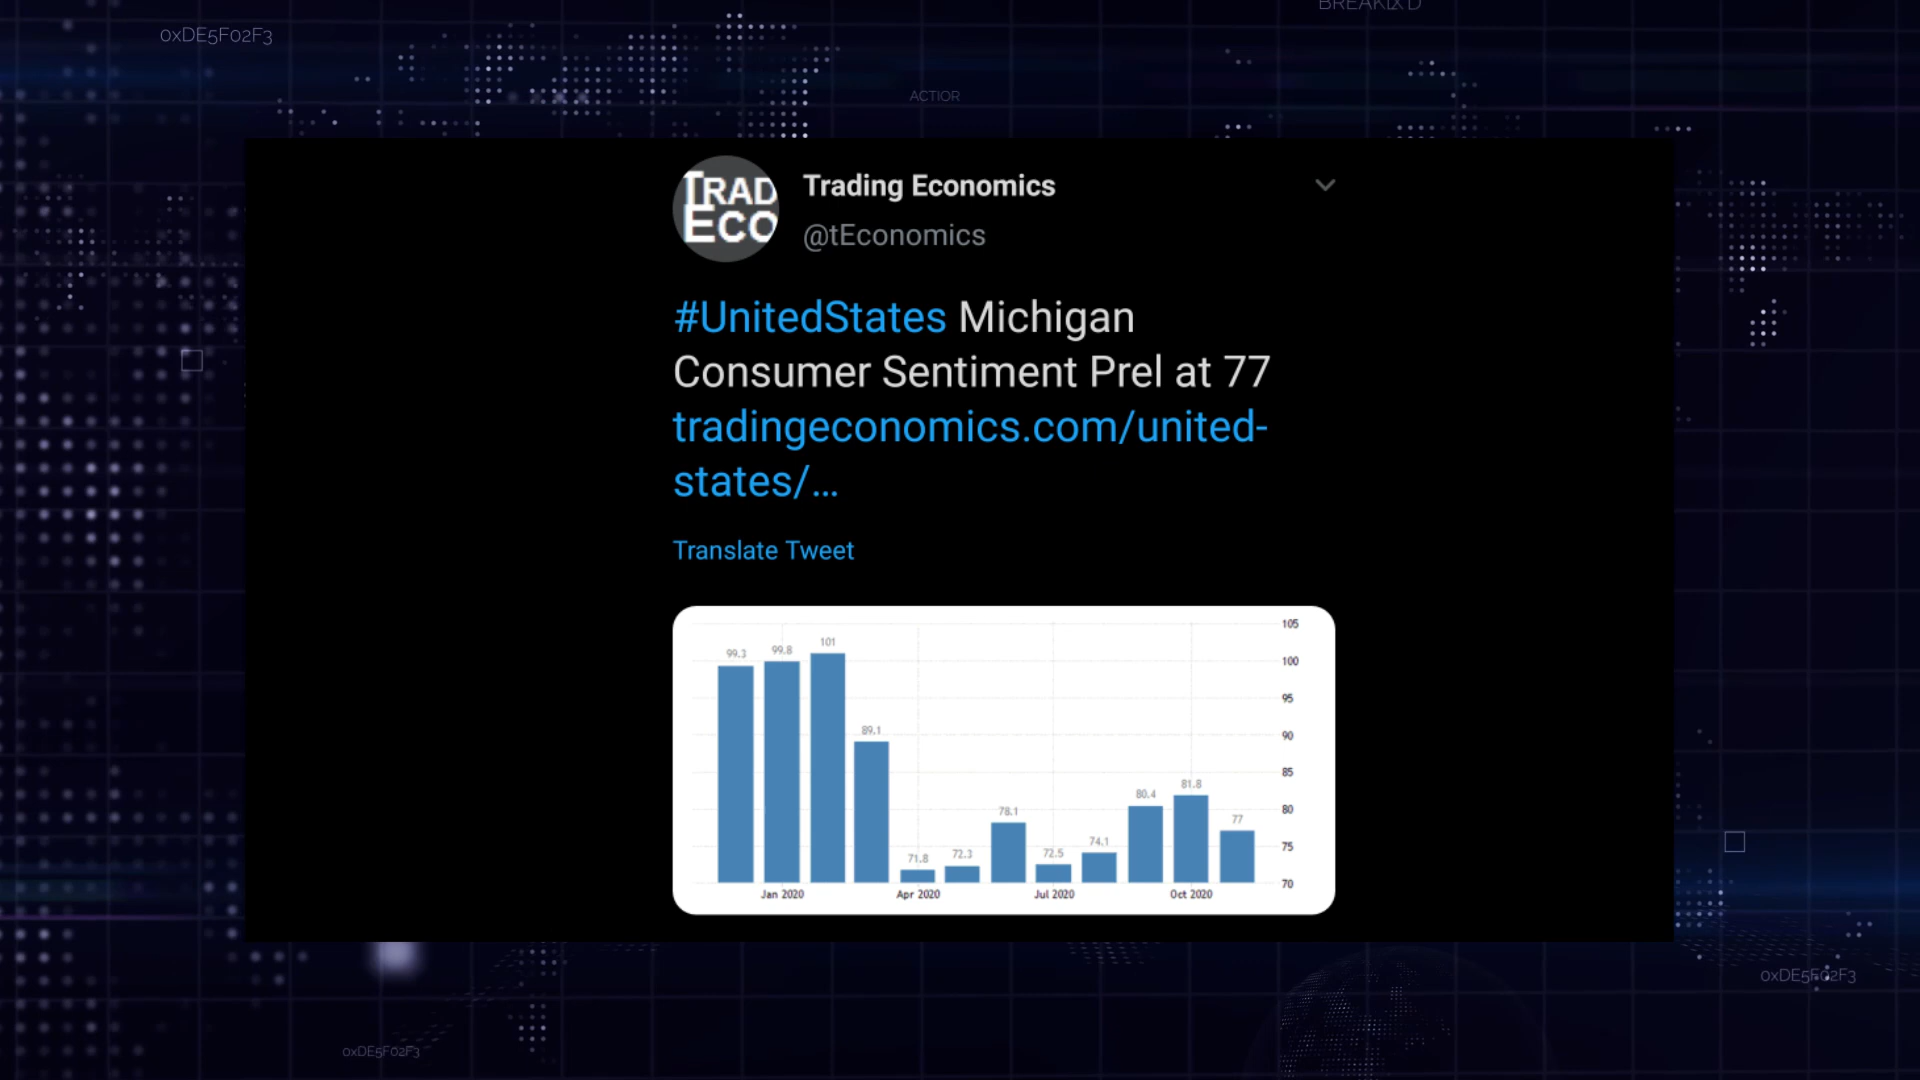 0xDE5F02F3
ACTIOR
TRAD
ECO
Trading Economics
@tEconomics
#UnitedStates Michigan
Consumer Sentiment Prel at 77
tradingeconomics.com/united-
states/…
Translate Tweet
105
100
95
90
85
80
75
70
99.3
99.8
101
89.1
71.8
72.3
78.1
72.5
74.1
80.4
81.8
77
Jan 2020
Apr 2020
Jul 2020
Oct 2020
0xDE5F02F3
0xDE5F02F3